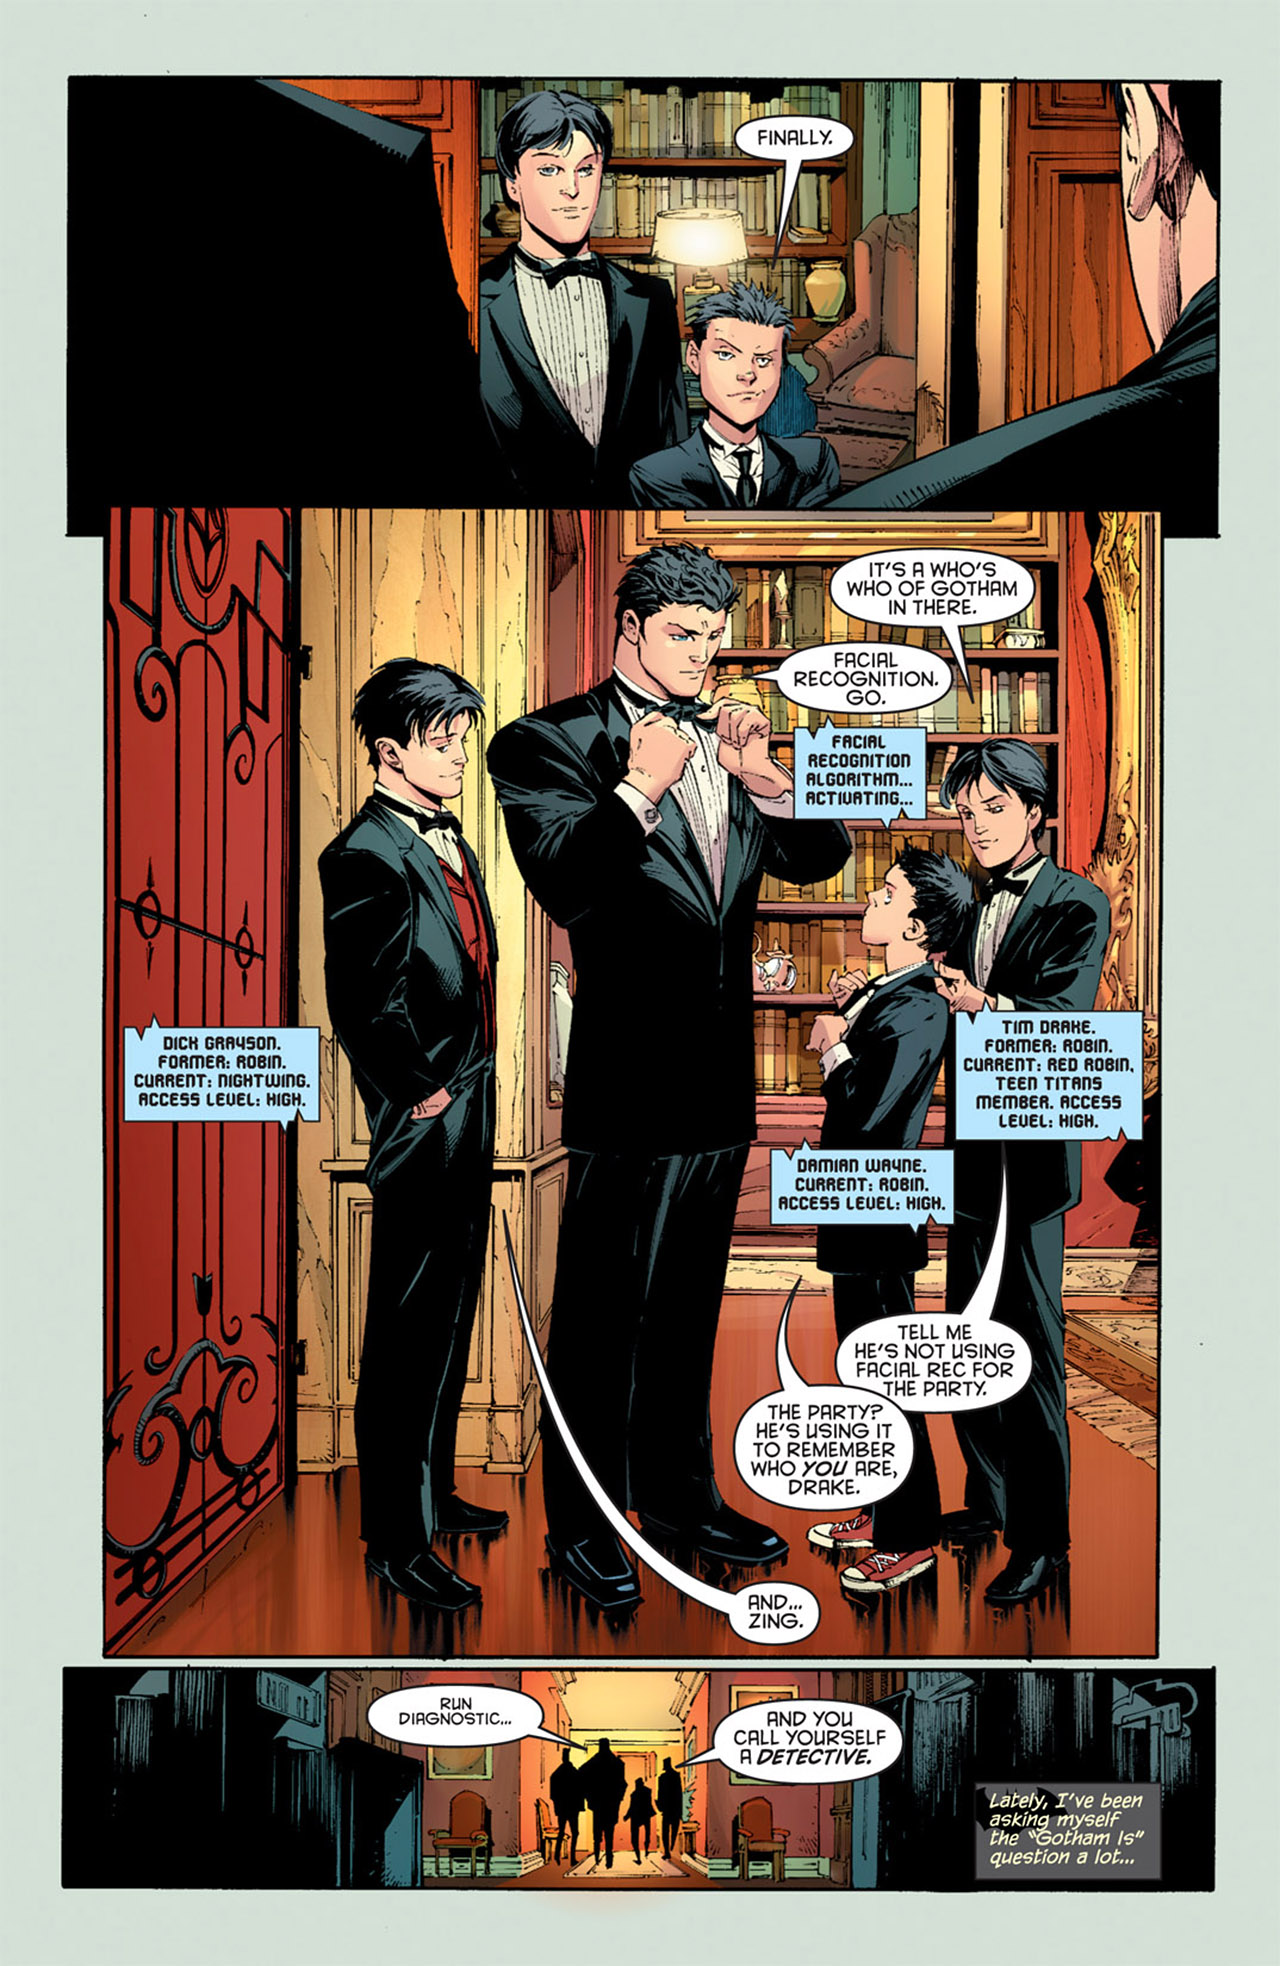 FINALLY.
IT'S A WHO'S
WHO OF GOTHAM
IN THERE.
FACIAL
RECOGNITION.
GO.
FACIAL
RECOGNITION
ALGORITHM...
ACTIVATING...
DICK GRAYSON.
FORMER: ROBIN.
CURRENT: NIGHTWING.
ACCESS LEVEL: HIGH.
TIM DRAKE.
FORMER: ROBIN.
CURRENT: RED ROBIN,
TEEN TITANS
MEMBER. ACCESS
LEVEL: HIGH.
DAMIAN WAYNE.
CURRENT: ROBIN.
ACCESS LEVEL: HIGH.
TELL ME
HE'S NOT USING
FACIAL REC FOR
THE PARTY.
THE PARTY?
HE'S USING IT
TO REMEMBER
WHO YOU ARE,
DRAKE.
AND...
ZING.
RUN
DIAGNOSTIC...
AND YOU
CALL YOURSELF
A DETECTIVE.
Lately, I've been
asking myself
the "Gotham Is"
question a lot...